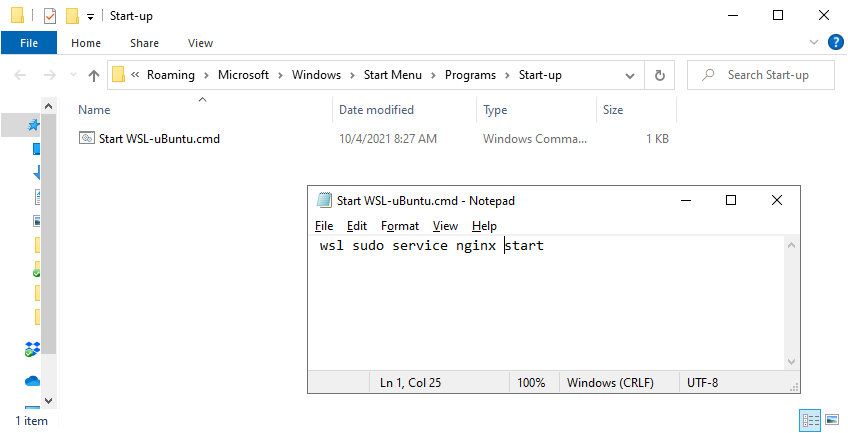 Start-up
File Home Share View
« Roaming > Microsoft > Windows > Start Menu > Programs > Start-up
Search Start-up
Name Date modified Type Size
Start WSL-uBuntu.cmd 10/4/2021 8:27 AM Windows Comma... 1 KB
Start WSL-uBuntu.cmd - Notepad
File Edit Format View Help
wsl sudo service nginx start
Ln 1, Col 25 100% Windows (CRLF) UTF-8
1 item